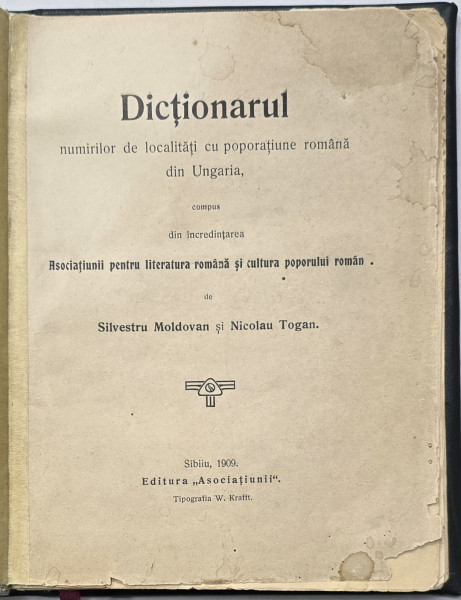 Dicționarul
numirilor de localități cu poporațiune română
din Ungaria,
compus
din încredințarea
Asociațiunii pentru literatura română și cultura poporului român .
de
Silvestru Moldovan și Nicolau Togan.
Sibiiu, 1909.
Editura „Asociațiunii".
Tipografia W. Krafft.